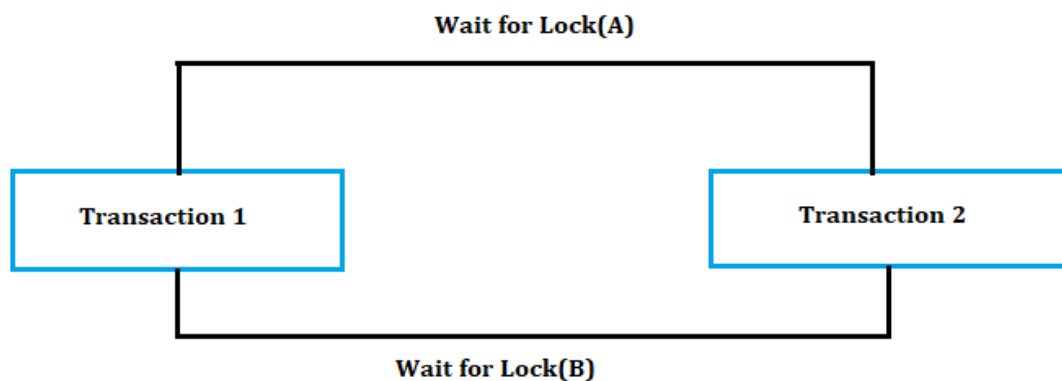 Wait for Lock(A)
Transaction 1
Transaction 2
Wait for Lock(B)